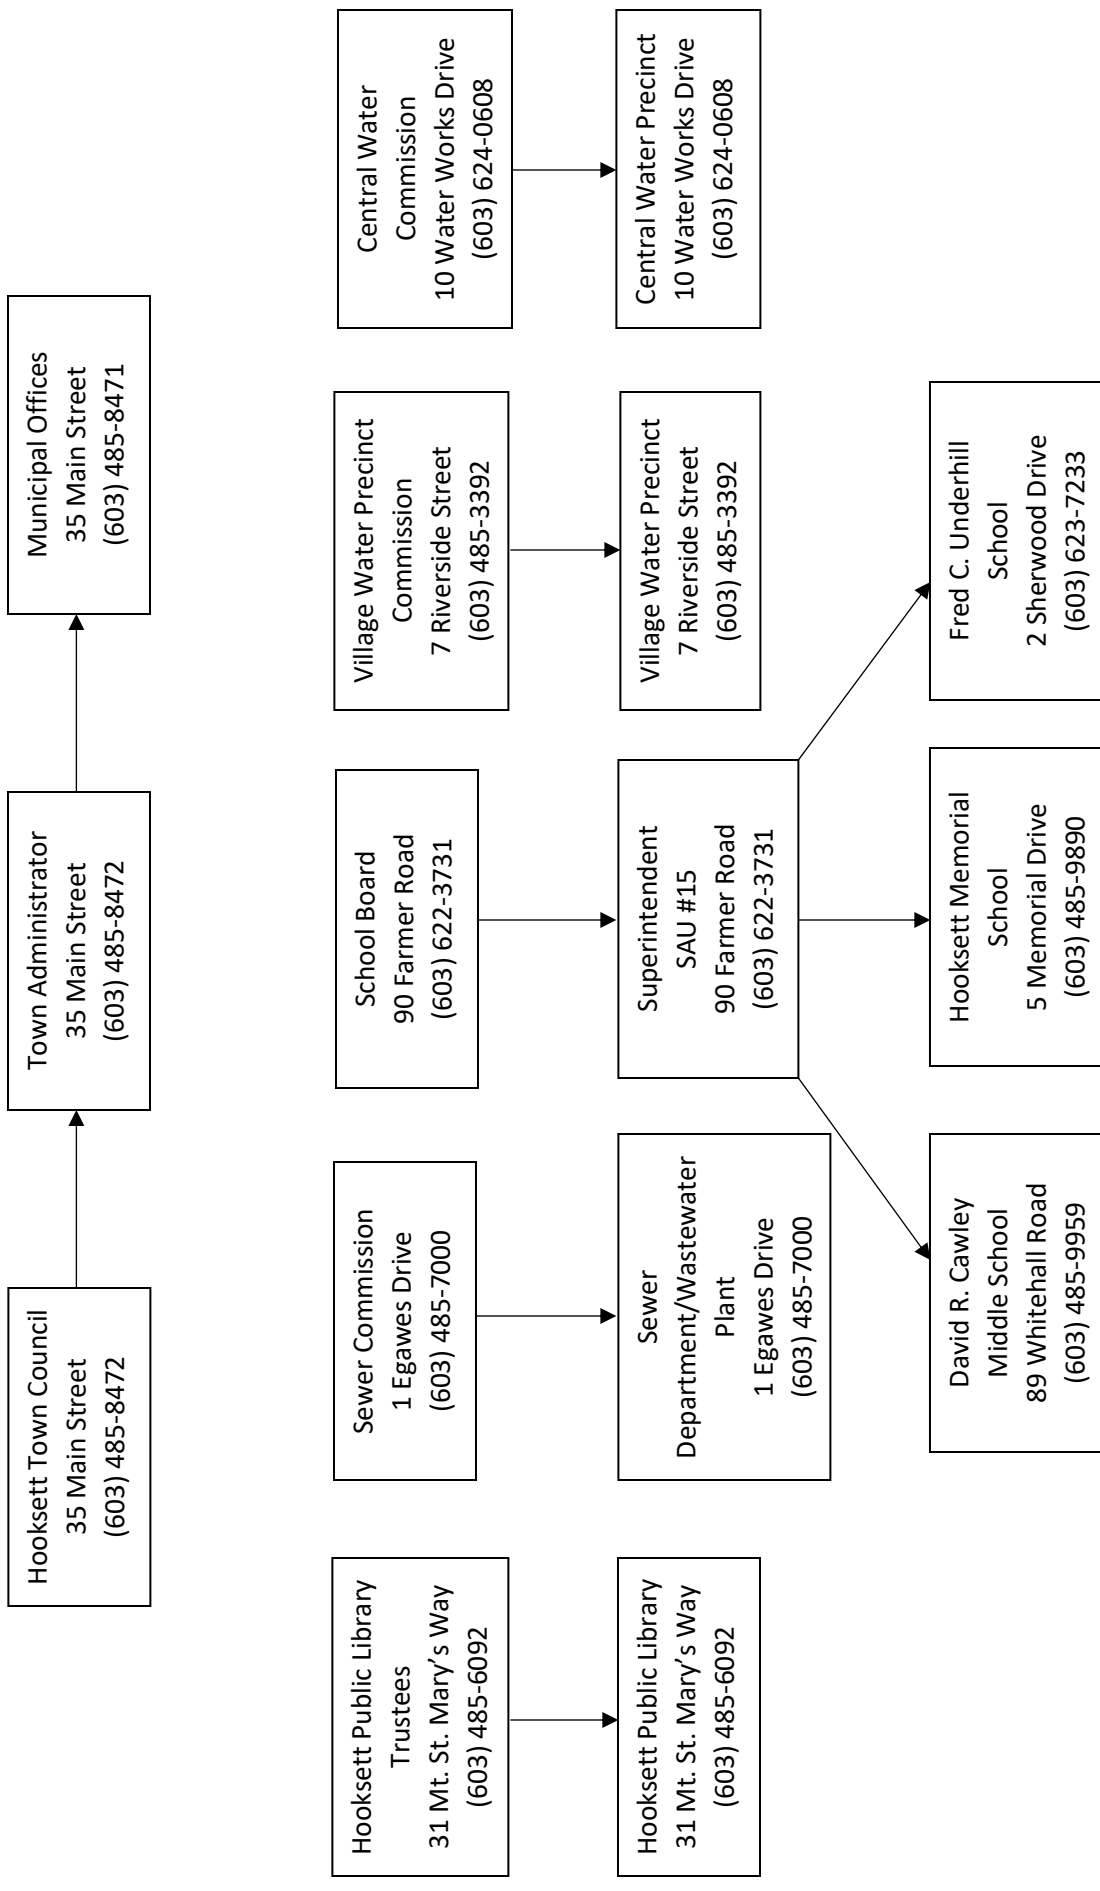 Hooksett Town Council
35 Main Street
(603) 485-8472
Town Administrator
35 Main Street
(603) 485-8472
Municipal Offices
35 Main Street
(603) 485-8471
Hooksett Public Library
Trustees
31 Mt. St. Mary’s Way
(603) 485-6092
Sewer Commission
1 Egawes Drive
(603) 485-7000
School Board
90 Farmer Road
(603) 622-3731
Village Water Precinct
Commission
7 Riverside Street
(603) 485-3392
Central Water
Commission
10 Water Works Drive
(603) 624-0608
Hooksett Public Library
31 Mt. St. Mary’s Way
(603) 485-6092
Sewer
Department/Wastewater
Plant
1 Egawes Drive
(603) 485-7000
Superintendent
SAU #15
90 Farmer Road
(603) 622-3731
Village Water Precinct
7 Riverside Street
(603) 485-3392
Central Water Precinct
10 Water Works Drive
(603) 624-0608
David R. Cawley
Middle School
89 Whitehall Road
(603) 485-9959
Hooksett Memorial
School
5 Memorial Drive
(603) 485-9890
Fred C. Underhill
School
2 Sherwood Drive
(603) 623-7233